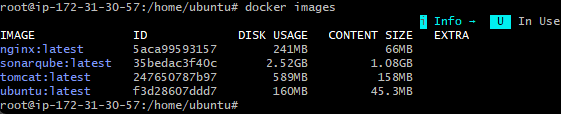 root@ip-172-31-30-57:/home/ubuntu# docker images
i Info → U In Use
IMAGE ID DISK USAGE CONTENT SIZE EXTRA
nginx:latest 5aca99593157 241MB 66MB
sonarqube:latest 35bedac3f40c 2.52GB 1.08GB
tomcat:latest 247650787b97 589MB 158MB
ubuntu:latest f3d28607ddd7 160MB 45.3MB
root@ip-172-31-30-57:/home/ubuntu#